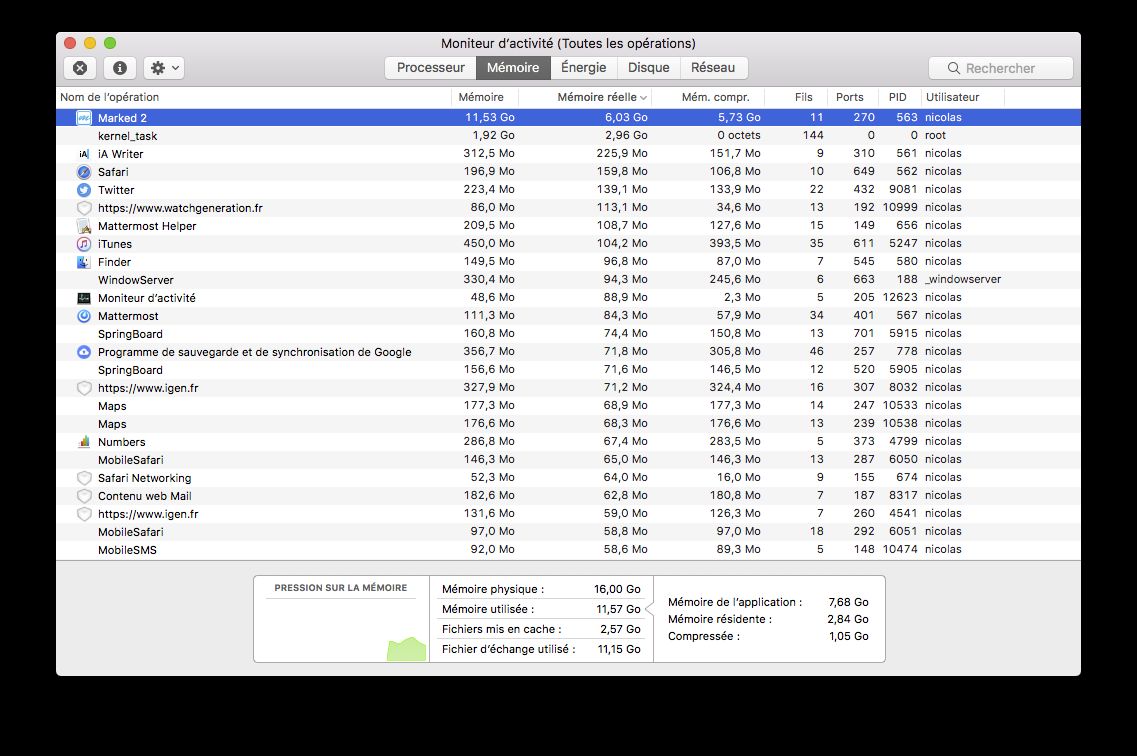 Moniteur d'activité (Toutes les opérations)
Processeur Mémoire Énergie Disque Réseau Rechercher
Nom de l'opération Mémoire Mémoire réelle Mém. compr. Fils Ports PID Utilisateur
Marked 2 11,53 Go 6,03 Go 5,73 Go 11 270 563 nicolas
kernel_task 1,92 Go 2,96 Go 0 octets 144 0 0 root
iA iA Writer 312,5 Mo 225,9 Mo 151,7 Mo 9 310 561 nicolas
Safari 196,9 Mo 159,8 Mo 106,8 Mo 10 649 562 nicolas
Twitter 223,4 Mo 139,1 Mo 133,9 Mo 22 432 9081 nicolas
https://www.watchgeneration.fr 86,0 Mo 113,1 Mo 34,6 Mo 13 192 10999 nicolas
Mattermost Helper 209,5 Mo 108,7 Mo 127,6 Mo 15 149 656 nicolas
iTunes 450,0 Mo 104,2 Mo 393,5 Mo 35 611 5247 nicolas
Finder 149,5 Mo 96,8 Mo 87,0 Mo 7 545 580 nicolas
WindowServer 330,4 Mo 94,3 Mo 245,6 Mo 6 663 188 _windowserver
Moniteur d'activité 48,6 Mo 88,9 Mo 2,3 Mo 5 205 12623 nicolas
Mattermost 111,3 Mo 84,3 Mo 57,9 Mo 34 401 567 nicolas
SpringBoard 160,8 Mo 74,4 Mo 150,8 Mo 13 701 5915 nicolas
Programme de sauvegarde et de synchronisation de Google 356,7 Mo 71,8 Mo 305,8 Mo 46 257 778 nicolas
SpringBoard 156,6 Mo 71,6 Mo 146,5 Mo 12 520 5905 nicolas
https://www.igen.fr 327,9 Mo 71,2 Mo 324,4 Mo 16 307 8032 nicolas
Maps 177,3 Mo 68,9 Mo 177,3 Mo 14 247 10533 nicolas
Maps 176,6 Mo 68,3 Mo 176,6 Mo 13 239 10538 nicolas
Numbers 286,8 Mo 67,4 Mo 283,5 Mo 5 373 4799 nicolas
MobileSafari 146,3 Mo 65,0 Mo 146,3 Mo 13 287 6050 nicolas
Safari Networking 52,3 Mo 64,0 Mo 16,0 Mo 9 155 674 nicolas
Contenu web Mail 182,6 Mo 62,8 Mo 180,8 Mo 7 187 8317 nicolas
https://www.igen.fr 131,6 Mo 59,0 Mo 126,3 Mo 7 260 4541 nicolas
MobileSafari 97,0 Mo 58,8 Mo 97,0 Mo 18 292 6051 nicolas
MobileSMS 92,0 Mo 58,6 Mo 89,3 Mo 5 148 10474 nicolas
PRESSION SUR LA MÉMOIRE
Mémoire physique : 16,00 Go
Mémoire utilisée : 11,57 Go
Fichiers mis en cache : 2,57 Go
Fichier d'échange utilisé : 11,15 Go
Mémoire de l'application : 7,68 Go
Mémoire résidente : 2,84 Go
Compressée : 1,05 Go